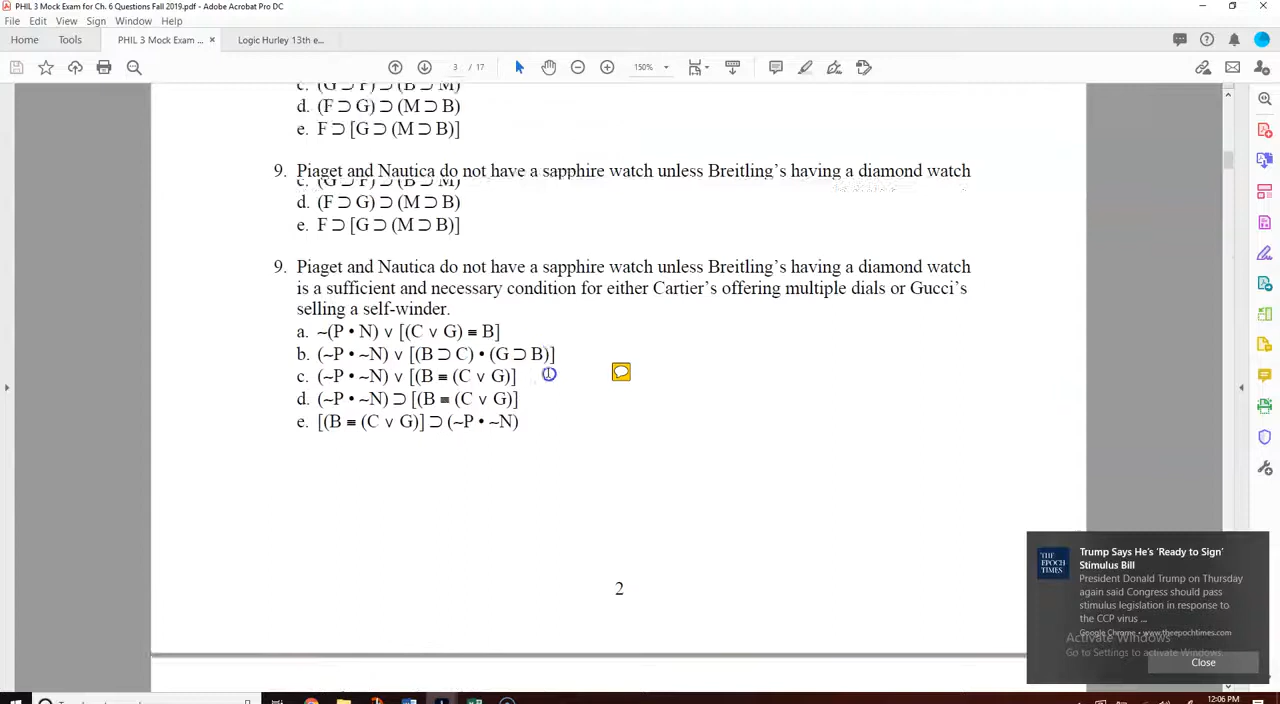 PHIL 3 Mock Exam for Ch. 6 Questions Fall 2019.pdf - Adobe Acrobat Pro DC
File Edit View Sign Window Help
Home Tools PHIL 3 Mock Exam ... × Logic Hurley 13th e...
3 / 17 150%
c. (G ⊃ F) ⊃ (B ⊃ M)
d. (F ⊃ G) ⊃ (M ⊃ B)
e. F ⊃ [G ⊃ (M ⊃ B)]
9. Piaget and Nautica do not have a sapphire watch unless Breitling's having a diamond watch
c. (G ⊃ F) ⊃ (B ⊃ M)
d. (F ⊃ G) ⊃ (M ⊃ B)
e. F ⊃ [G ⊃ (M ⊃ B)]
9. Piaget and Nautica do not have a sapphire watch unless Breitling's having a diamond watch
is a sufficient and necessary condition for either Cartier's offering multiple dials or Gucci's
selling a self-winder.
a. ~(P • N) v [(C v G) ≡ B]
b. (~P • ~N) v [(B ⊃ C) • (G ⊃ B)]
c. (~P • ~N) v [(B ≡ (C v G)]
d. (~P • ~N) ⊃ [(B ≡ (C v G)]
e. [(B ≡ (C v G)] ⊃ (~P • ~N)
2
THE EPOCH TIMES
Trump Says He's 'Ready to Sign'
Stimulus Bill
President Donald Trump on Thursday
again said Congress should pass
stimulus legislation in response to
the CCP virus ...
Google Chrome • www.theepochtimes.com
Activate Windows
Go to Settings to activate Windows.
Close
12:06 PM